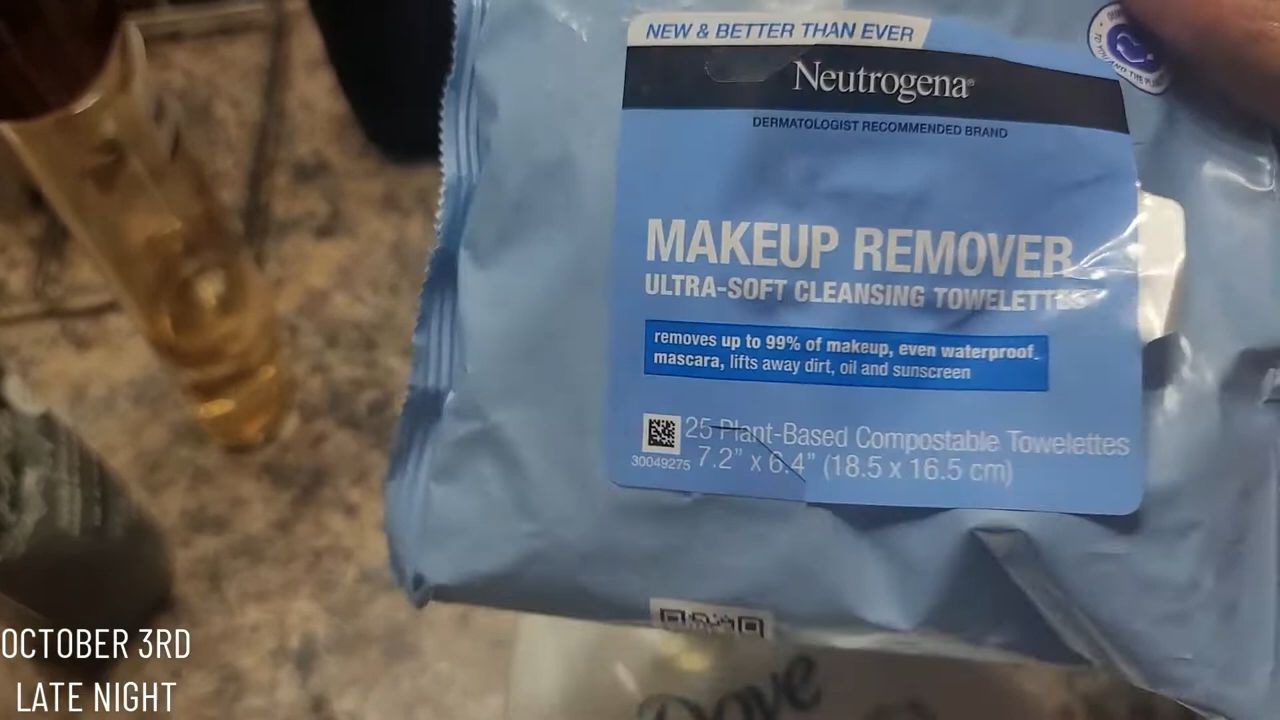 NEW & BETTER THAN EVER
Neutrogena®
DERMATOLOGIST RECOMMENDED BRAND
MAKEUP REMOVER
ULTRA-SOFT CLEANSING TOWELETTES
removes up to 99% of makeup, even waterproof
mascara, lifts away dirt, oil and sunscreen
25 Plant-Based Compostable Towelettes
30049275 7.2" x 6.4" (18.5 x 16.5 cm)
Dove
OCTOBER 3RD
LATE NIGHT